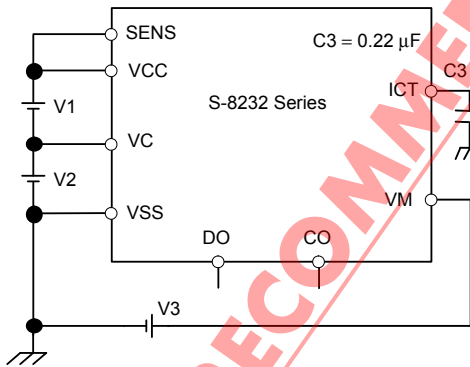 SENS
C3 = 0.22 µF
VCC
C3
ICT
V1
S-8232 Series
VC
V2
VM
VSS
DO
CO
V3
RECOMME